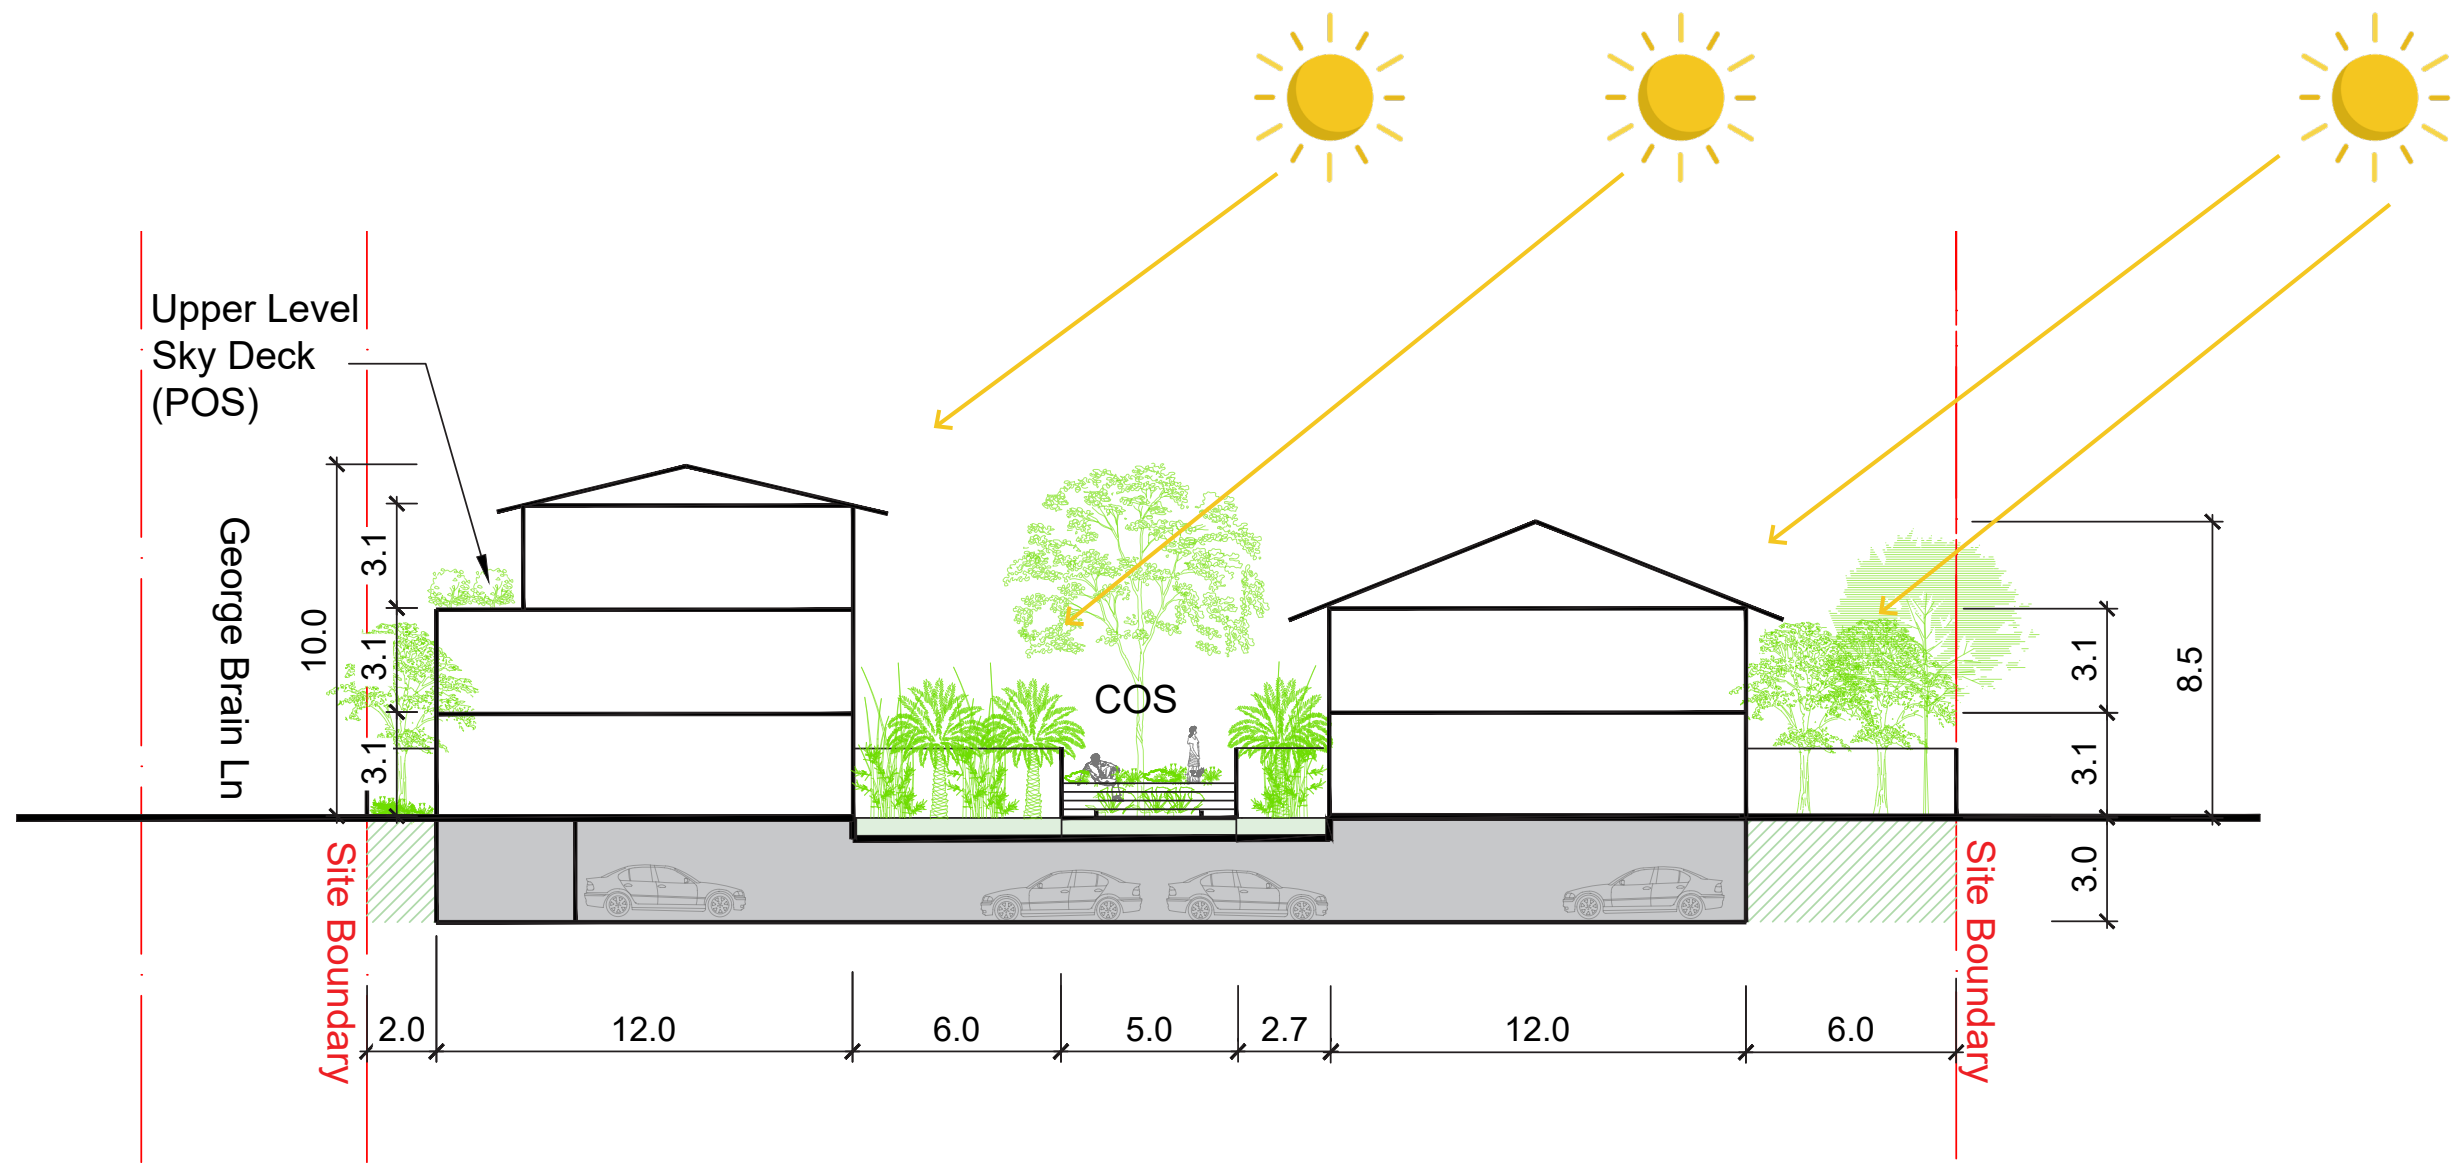 Upper Level
Sky Deck
(POS)
George Brain Ln
10.0
3.1
3.1
3.1
COS
3.1
3.1
8.5
3.0
Site Boundary
Site Boundary
2.0
12.0
6.0
5.0
2.7
12.0
6.0